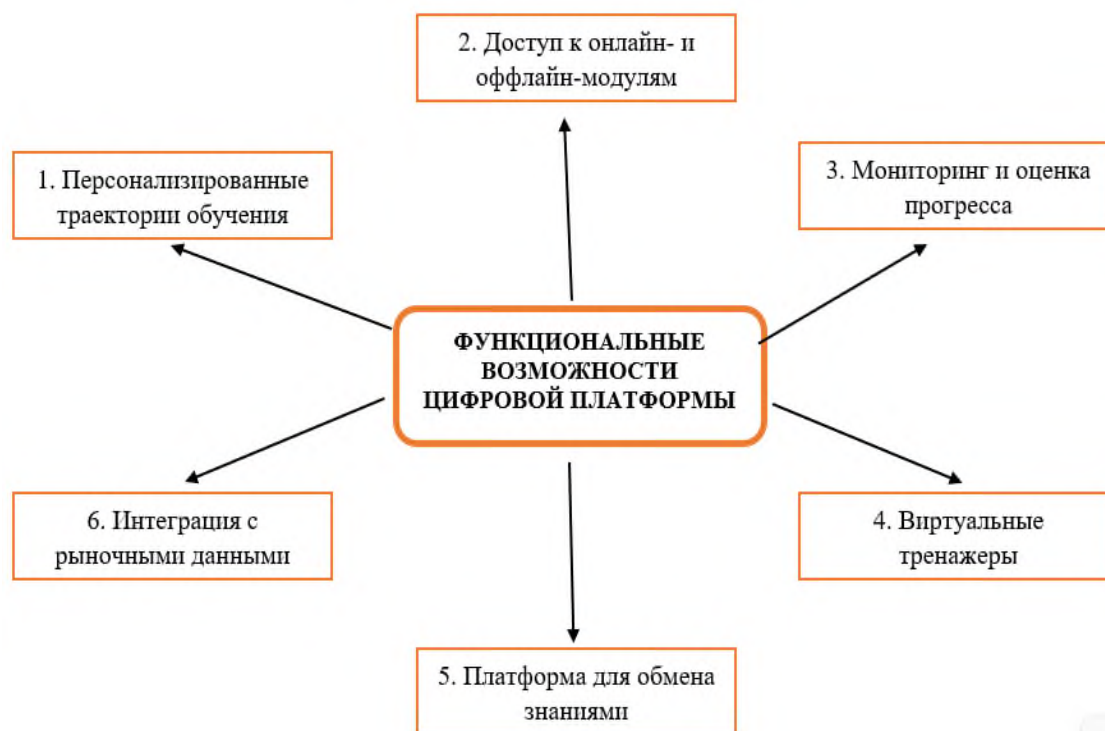 2. Доступ к онлайн- и
оффлайн-модулям
1. Персонализированные
траектории обучения
3. Мониторинг и оценка
прогресса
ФУНКЦИОНАЛЬНЫЕ
ВОЗМОЖНОСТИ
ЦИФРОВОЙ ПЛАТФОРМЫ
6. Интеграция с
рыночными данными
4. Виртуальные
тренажеры
5. Платформа для обмена
знаниями